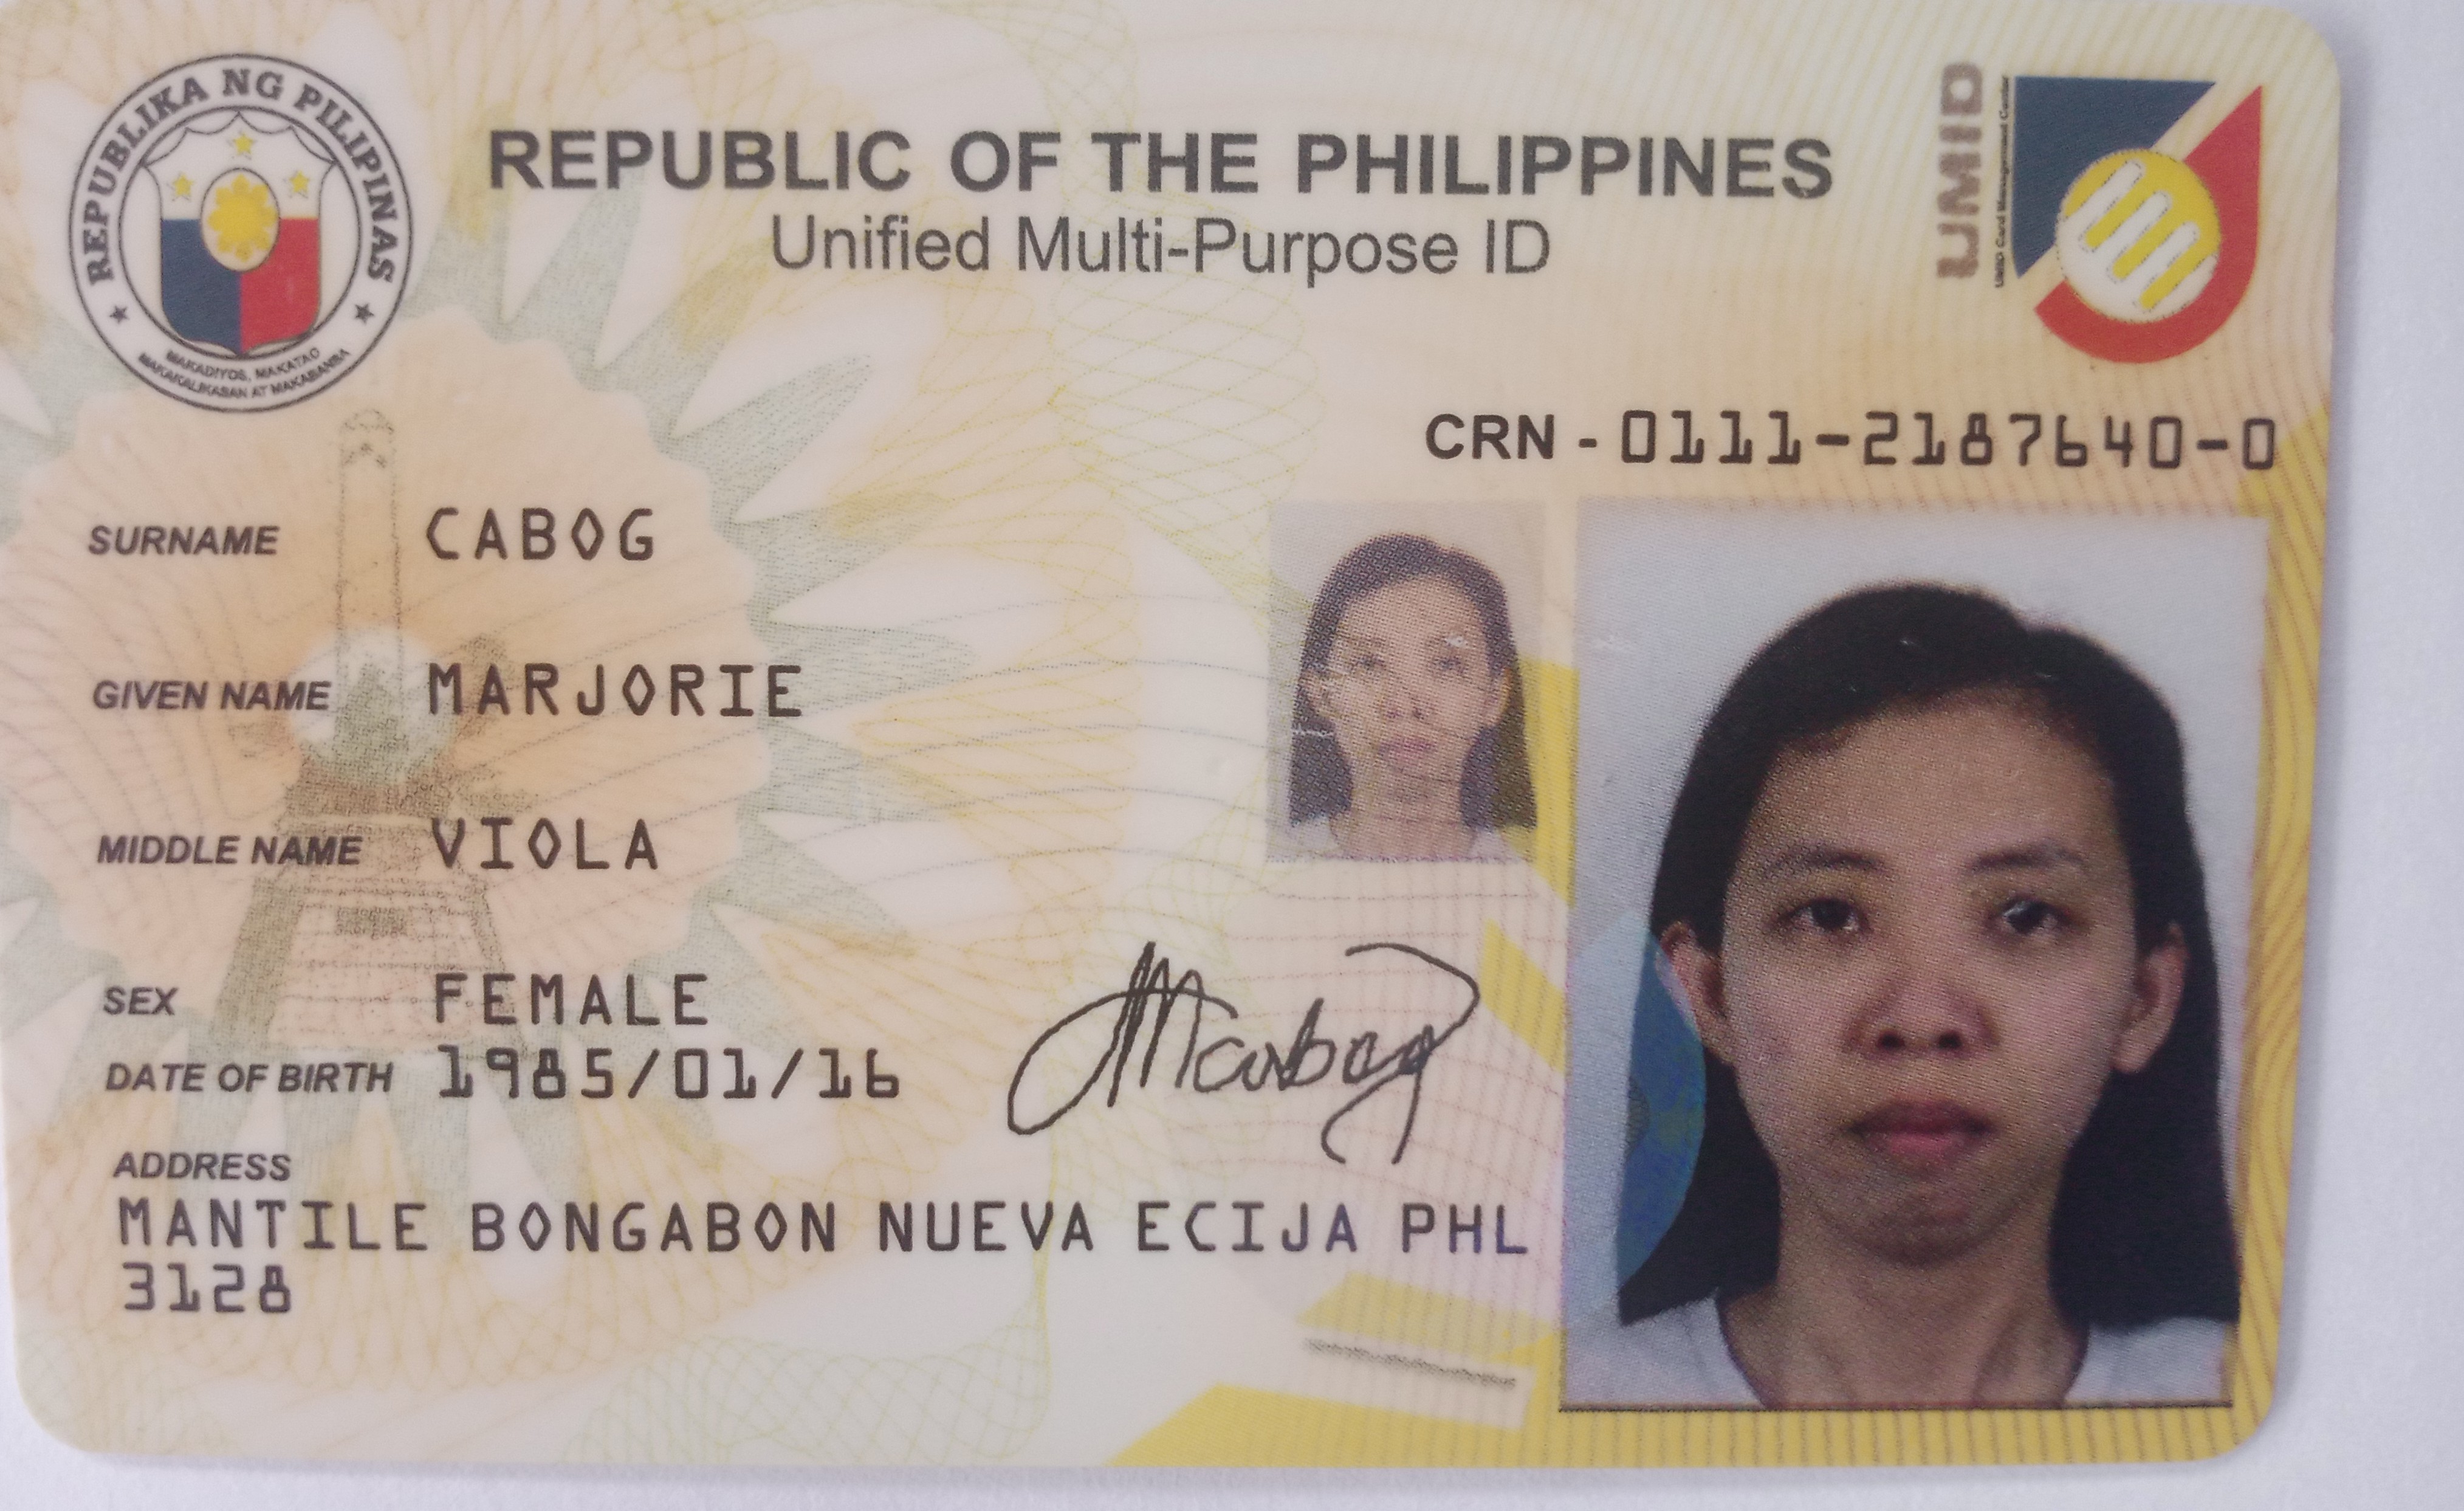 REPUBLIKA NG PILIPINAS
MAKADIYOS, MAKATAO
MAKAKALIKASAN AT MAKABANSA
REPUBLIC OF THE PHILIPPINES
Unified Multi-Purpose ID
UMID
UMID Card Management Center
CRN - 0111-2187640-0
SURNAME CABOG
GIVEN NAME MARJORIE
MIDDLE NAME VIOLA
SEX FEMALE
DATE OF BIRTH 1985/01/16
MCabog
ADDRESS
MANTILE BONGABON NUEVA ECIJA PHL
3128